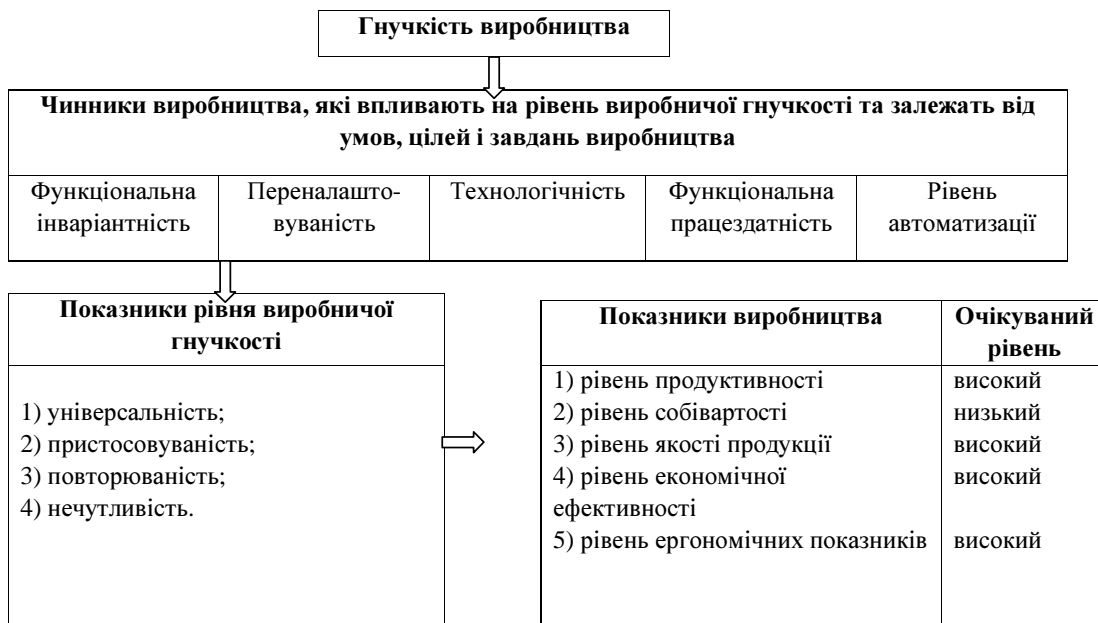 Гнучкість виробництва
Чинники виробництва, які впливають на рівень виробничої гнучкості та залежать від
умов, цілей і завдань виробництва
Функціональна
інваріантність
Переналашто-
вуваність
Технологічність
Функціональна
працездатність
Рівень
автоматизації
Показники рівня виробничої
гнучкості
1) універсальність;
2) пристосовуваність;
3) повторюваність;
4) нечутливість.
Показники виробництва
Очікуваний
рівень
1) рівень продуктивності
високий
2) рівень собівартості
низький
3) рівень якості продукції
високий
4) рівень економічної
високий
ефективності
5) рівень ергономічних показників
високий